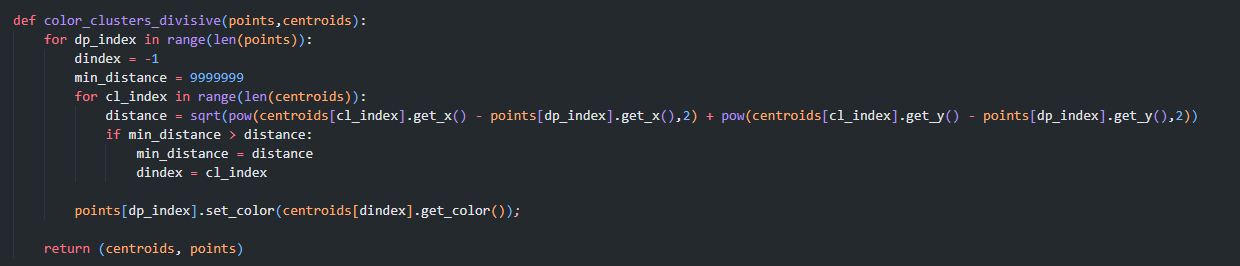 def color_clusters_divisive(points,centroids):
    for dp_index in range(len(points)):
        dindex = -1
        min_distance = 9999999
        for cl_index in range(len(centroids)):
            distance = sqrt(pow(centroids[cl_index].get_x() - points[dp_index].get_x(),2) + pow(centroids[cl_index].get_y() - points[dp_index].get_y(),2))
            if min_distance > distance:
                min_distance = distance
                dindex = cl_index

        points[dp_index].set_color(centroids[dindex].get_color());

    return (centroids, points)